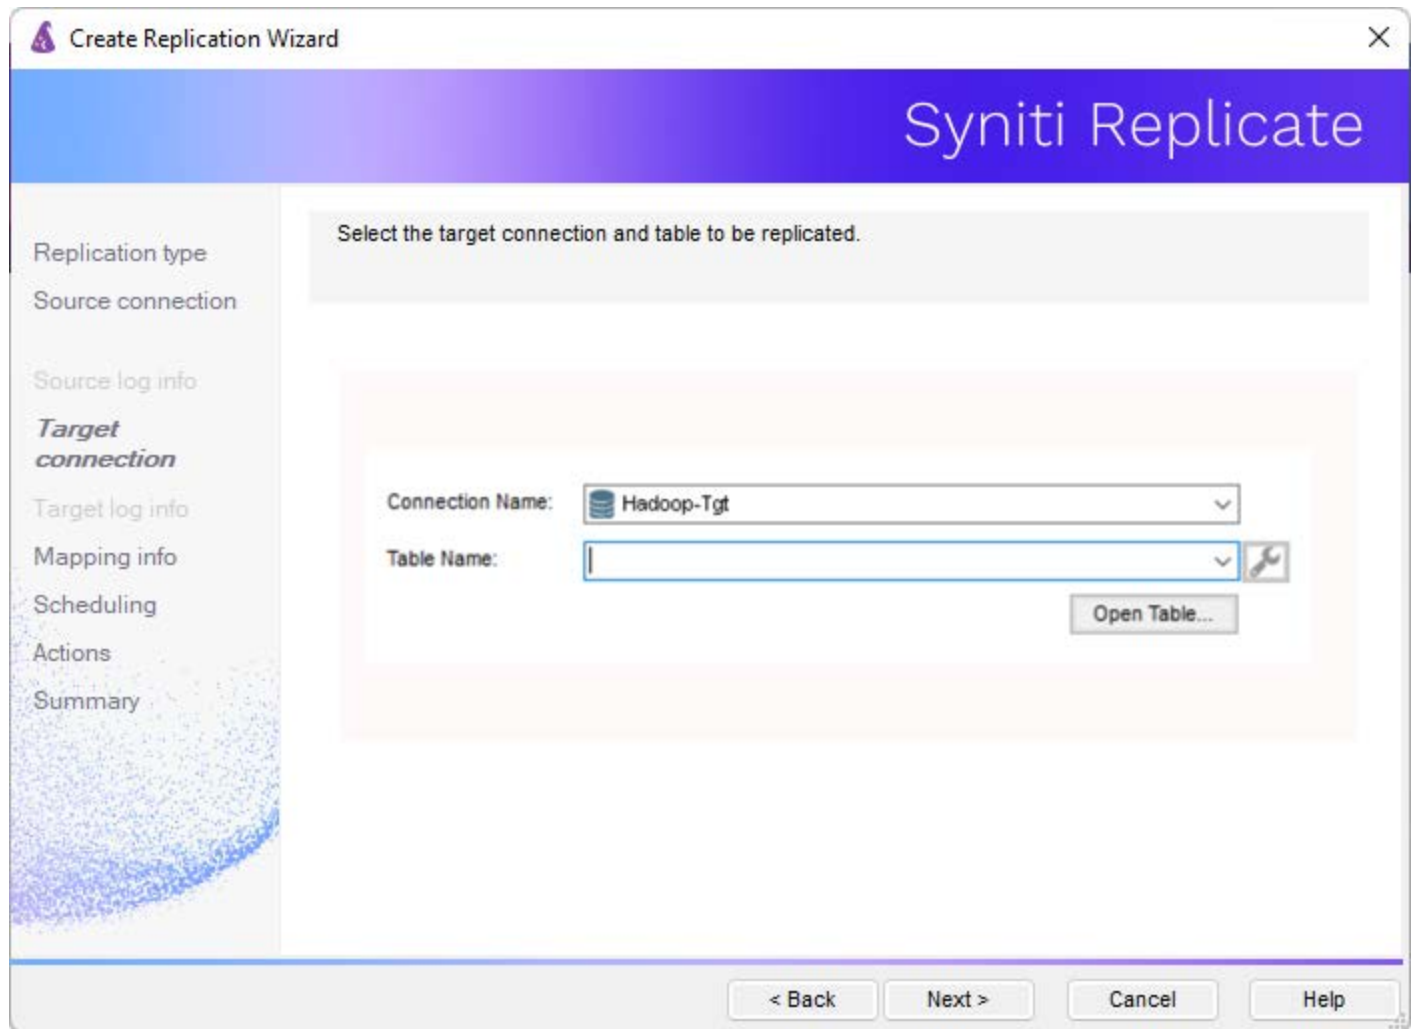 Create Replication Wizard
Syniti Replicate
Replication type
Source connection
Source log info
Target
connection
Target log info
Mapping info
Scheduling
Actions
Summary
Select the target connection and table to be replicated.
Connection Name: Hadoop-Tgt
Table Name:
Open Table...
< Back Next > Cancel Help